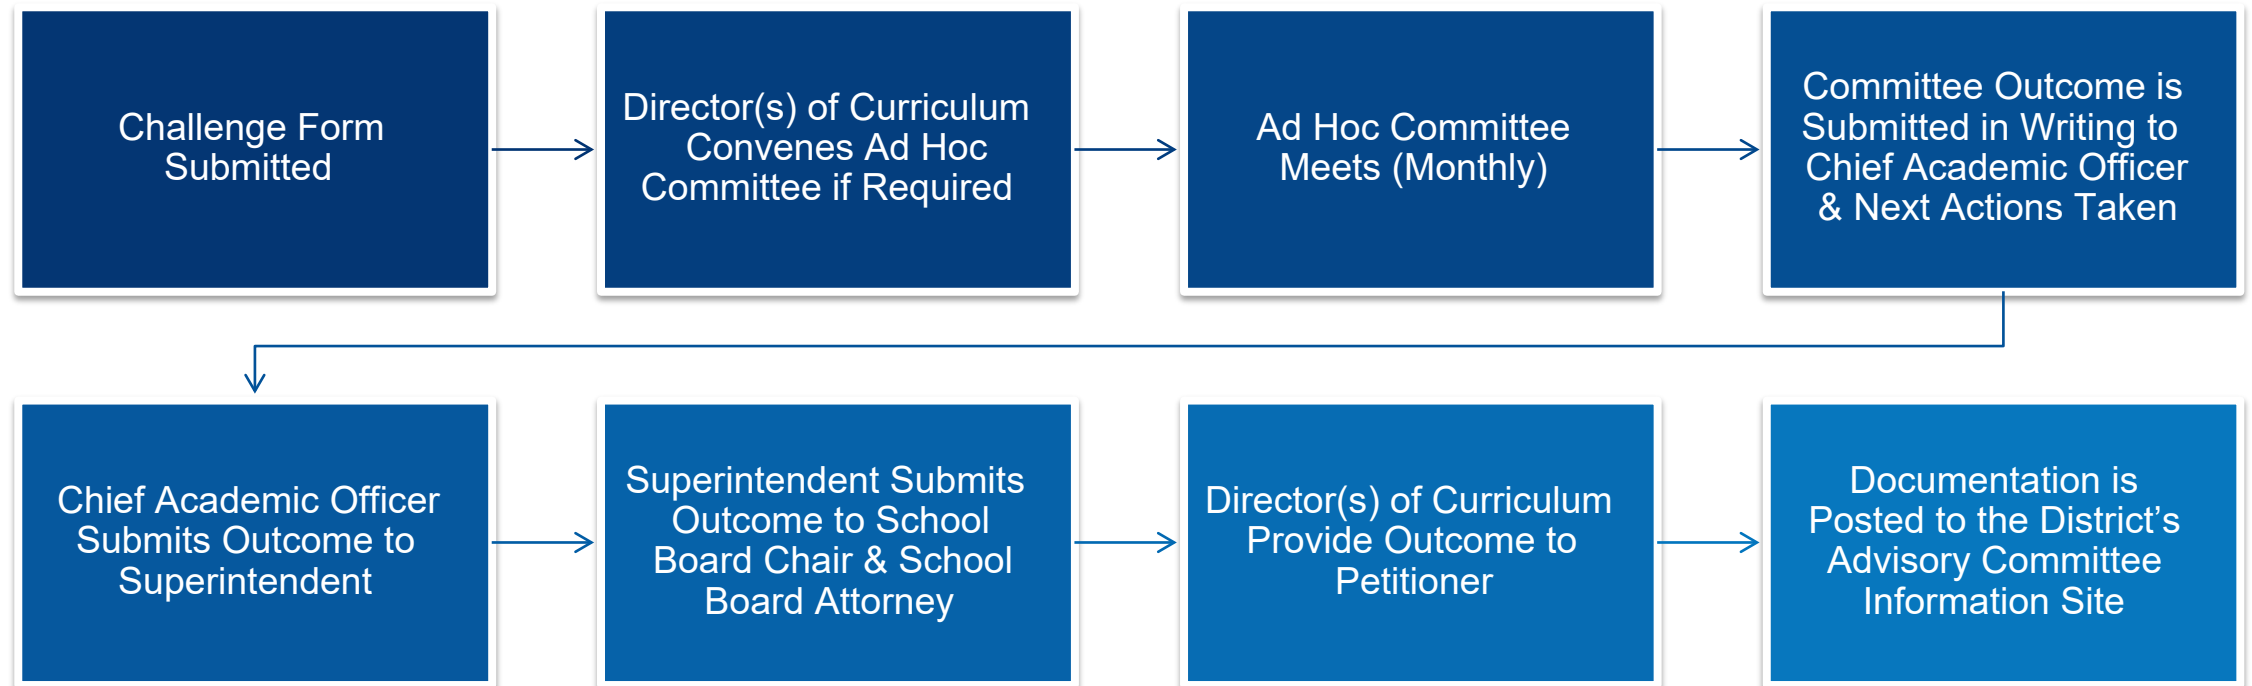 Challenge Form
Submitted
Director(s) of Curriculum
Convenes Ad Hoc
Committee if Required
Ad Hoc Committee
Meets (Monthly)
Committee Outcome is
Submitted in Writing to
Chief Academic Officer
& Next Actions Taken
Chief Academic Officer
Submits Outcome to
Superintendent
Superintendent Submits
Outcome to School
Board Chair & School
Board Attorney
Director(s) of Curriculum
Provide Outcome to
Petitioner
Documentation is
Posted to the District’s
Advisory Committee
Information Site